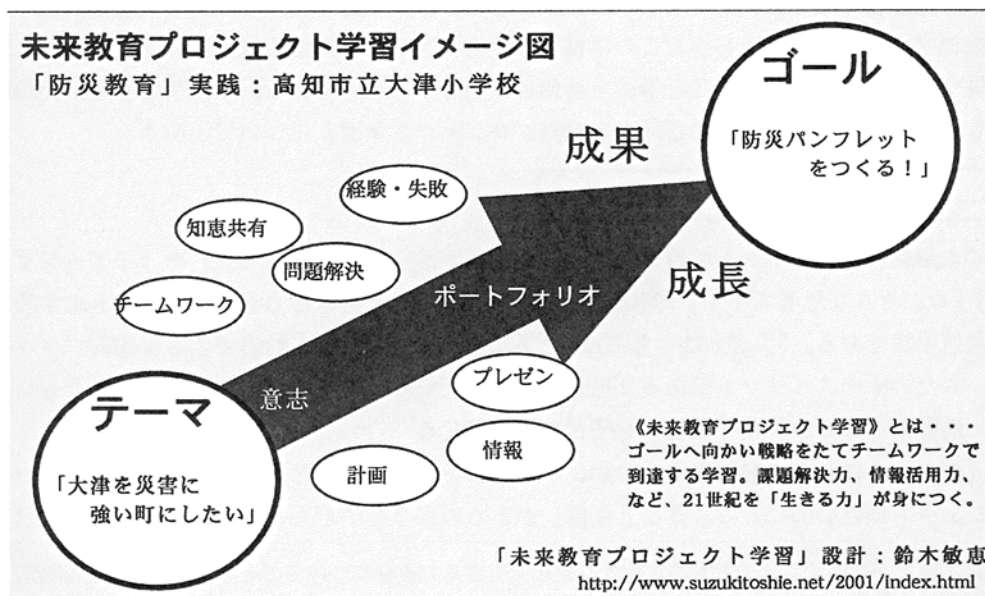 未来教育プロジェクト学習イメージ図
「防災教育」実践：高知市立大津小学校
ゴール
「防災パンフレット
をつくる！」
成果
経験・失敗
知恵共有
問題解決
チームワーク
ポートフォリオ
成長
意志
テーマ
「大津を災害に
強い町にしたい」
プレゼン
情報
計画
《未来教育プロジェクト学習》とは・・・
ゴールへ向かい戦略をたてチームワークで
到達する学習。課題解決力、情報活用力、
など、21世紀を「生きる力」が身につく。
「未来教育プロジェクト学習」設計：鈴木敏恵
http://www.suzukitoshie.net/2001/index.html